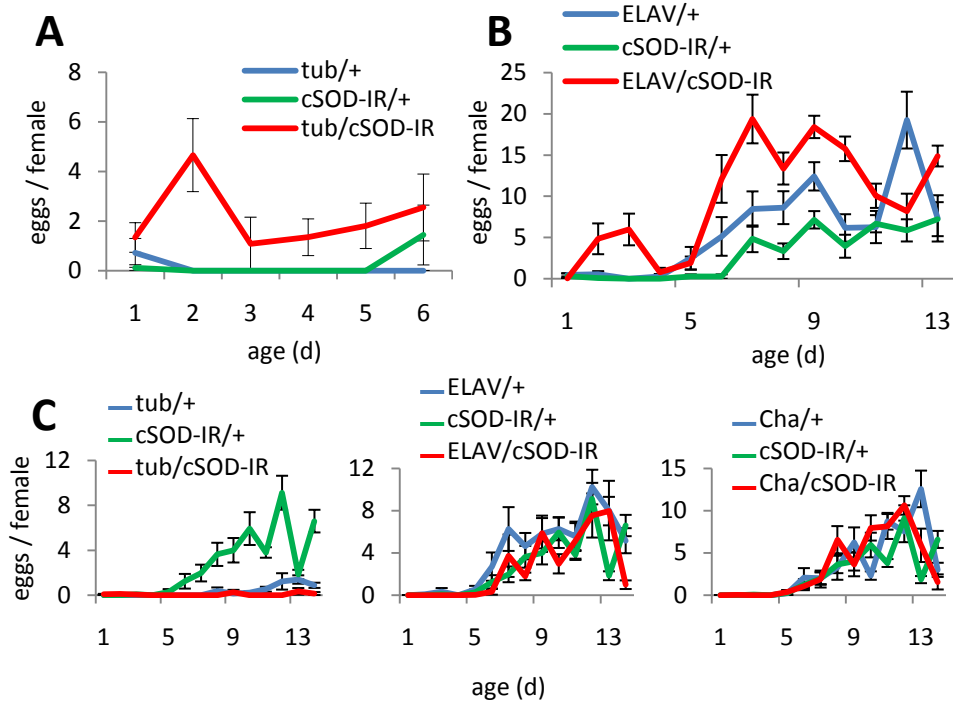 A
tub/+
cSOD-IR/+
tub/cSOD-IR
eggs / female
8
6
4
2
0
1 2 3 4 5 6
age (d)
B
ELAV/+
cSOD-IR/+
ELAV/cSOD-IR
eggs / female
25
20
15
10
5
0
1 5 9 13
age (d)
C
tub/+
cSOD-IR/+
tub/cSOD-IR
eggs / female
12
8
4
0
1 5 9 13
ELAV/+
cSOD-IR/+
ELAV/cSOD-IR
12
8
4
0
1 5 9 13
age (d)
Cha/+
cSOD-IR/+
Cha/cSOD-IR
15
10
5
0
1 5 9 13